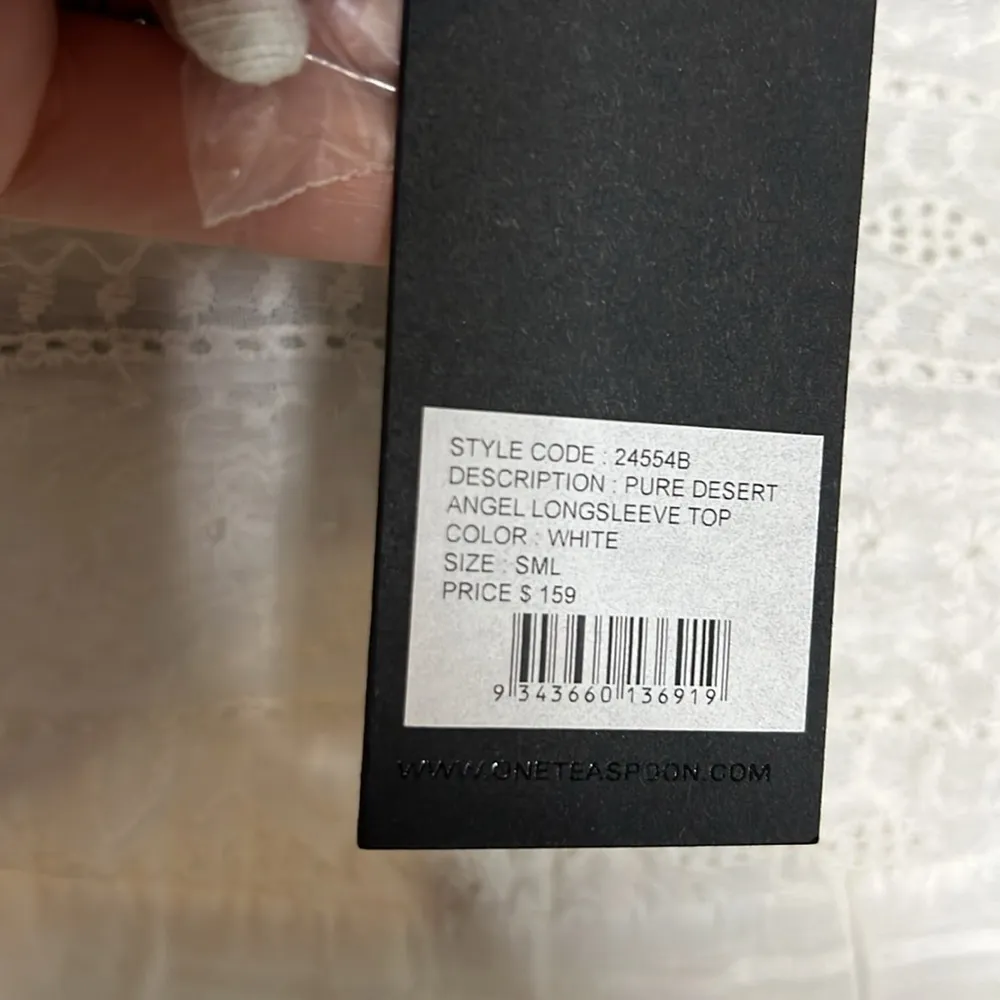 STYLE CODE : 24554B
DESCRIPTION : PURE DESERT
ANGEL LONGSLEEVE TOP
COLOR : WHITE
SIZE : SML
PRICE $ 159
9 343660 136919
WWW.ONETEASPOON.COM